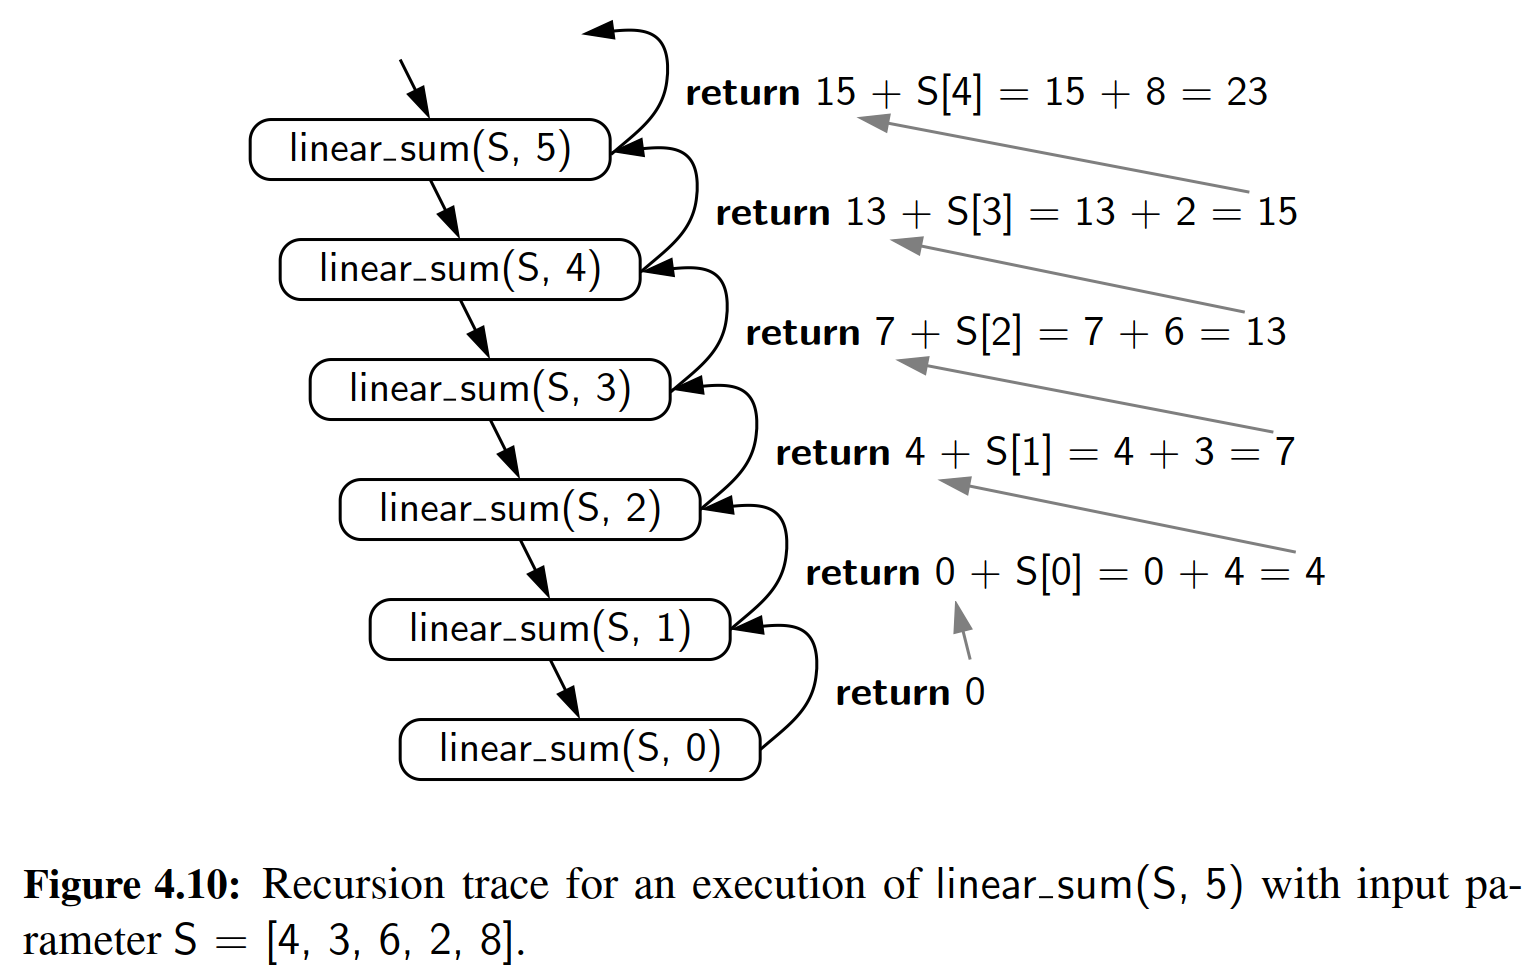 return 15 + S[4] = 15 + 8 = 23
linear_sum(S, 5)
return 13 + S[3] = 13 + 2 = 15
linear_sum(S, 4)
return 7 + S[2] = 7 + 6 = 13
linear_sum(S, 3)
return 4 + S[1] = 4 + 3 = 7
linear_sum(S, 2)
return 0 + S[0] = 0 + 4 = 4
linear_sum(S, 1)
return 0
linear_sum(S, 0)
Figure 4.10: Recursion trace for an execution of linear_sum(S, 5) with input pa-
rameter S = [4, 3, 6, 2, 8].